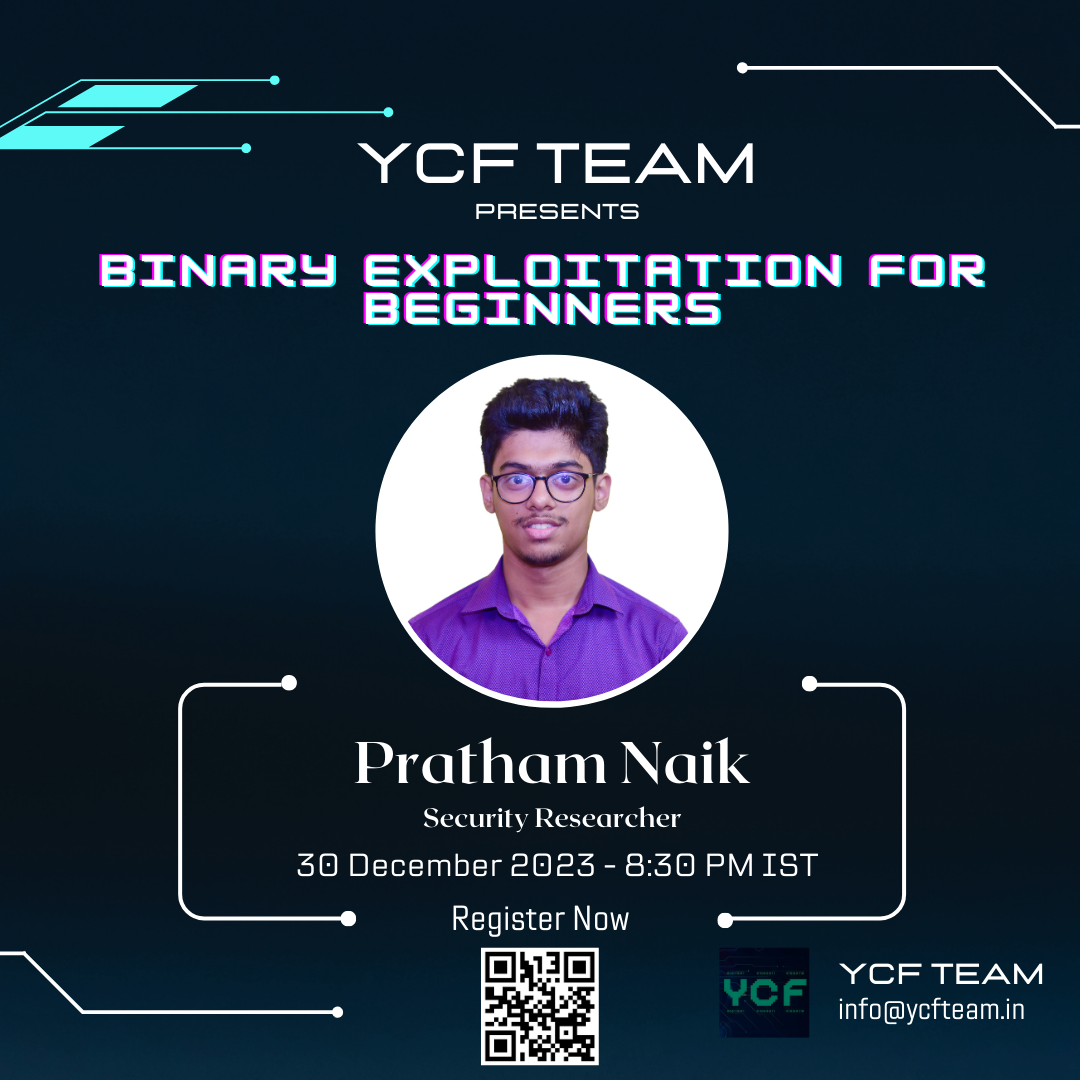 YCF TEAM
PRESENTS
BINARY EXPLOITATION FOR
BEGINNERS
Pratham Naik
Security Researcher
30 December 2023 - 8:30 PM IST
Register Now
YCF
YCF TEAM
info@ycfteam.in